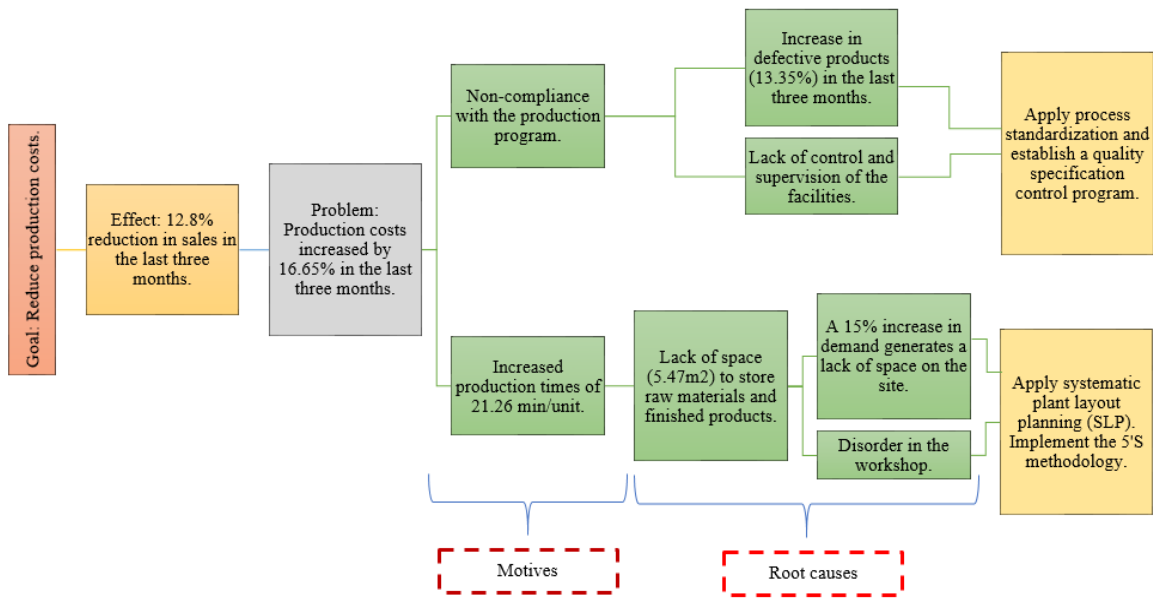 Goal: Reduce production costs.
Effect: 12.8%
reduction in sales in
the last three
months.
Problem:
Production costs
increased by
16.65% in the last
three months.
Non-compliance
with the production
program.
Increase in
defective products
(13.35%) in the last
three months.
Lack of control and
supervision of the
facilities.
Apply process
standardization and
establish a quality
specification
control program.
Increased
production times of
21.26 min/unit.
Lack of space
(5.47m2) to store
raw materials and
finished products.
A 15% increase in
demand generates a
lack of space on the
site.
Disorder in the
workshop.
Apply systematic
plant layout
planning (SLP).
Implement the 5'S
methodology.
Motives
Root causes